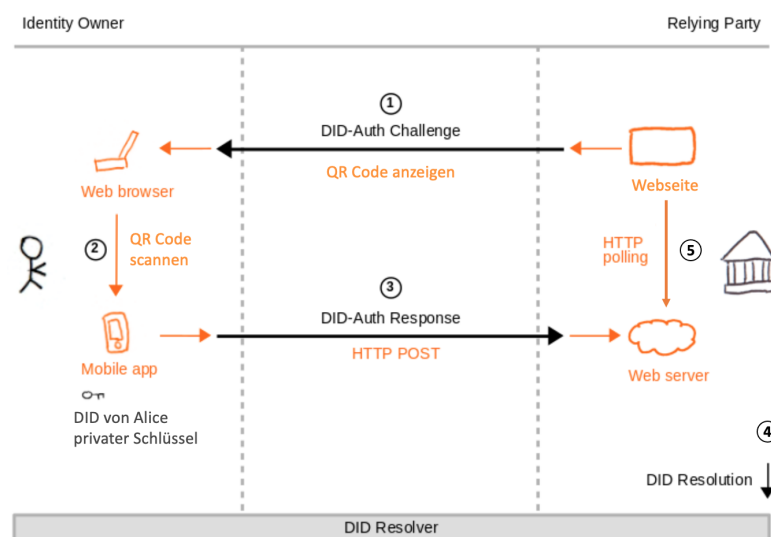 Identity Owner
Relying Party
1
DID-Auth Challenge
QR Code anzeigen
Web browser
Webseite
2
QR Code
scannen
HTTP
polling
5
3
DID-Auth Response
HTTP POST
Mobile app
Web server
DID von Alice
privater Schlüssel
4
DID Resolution
DID Resolver